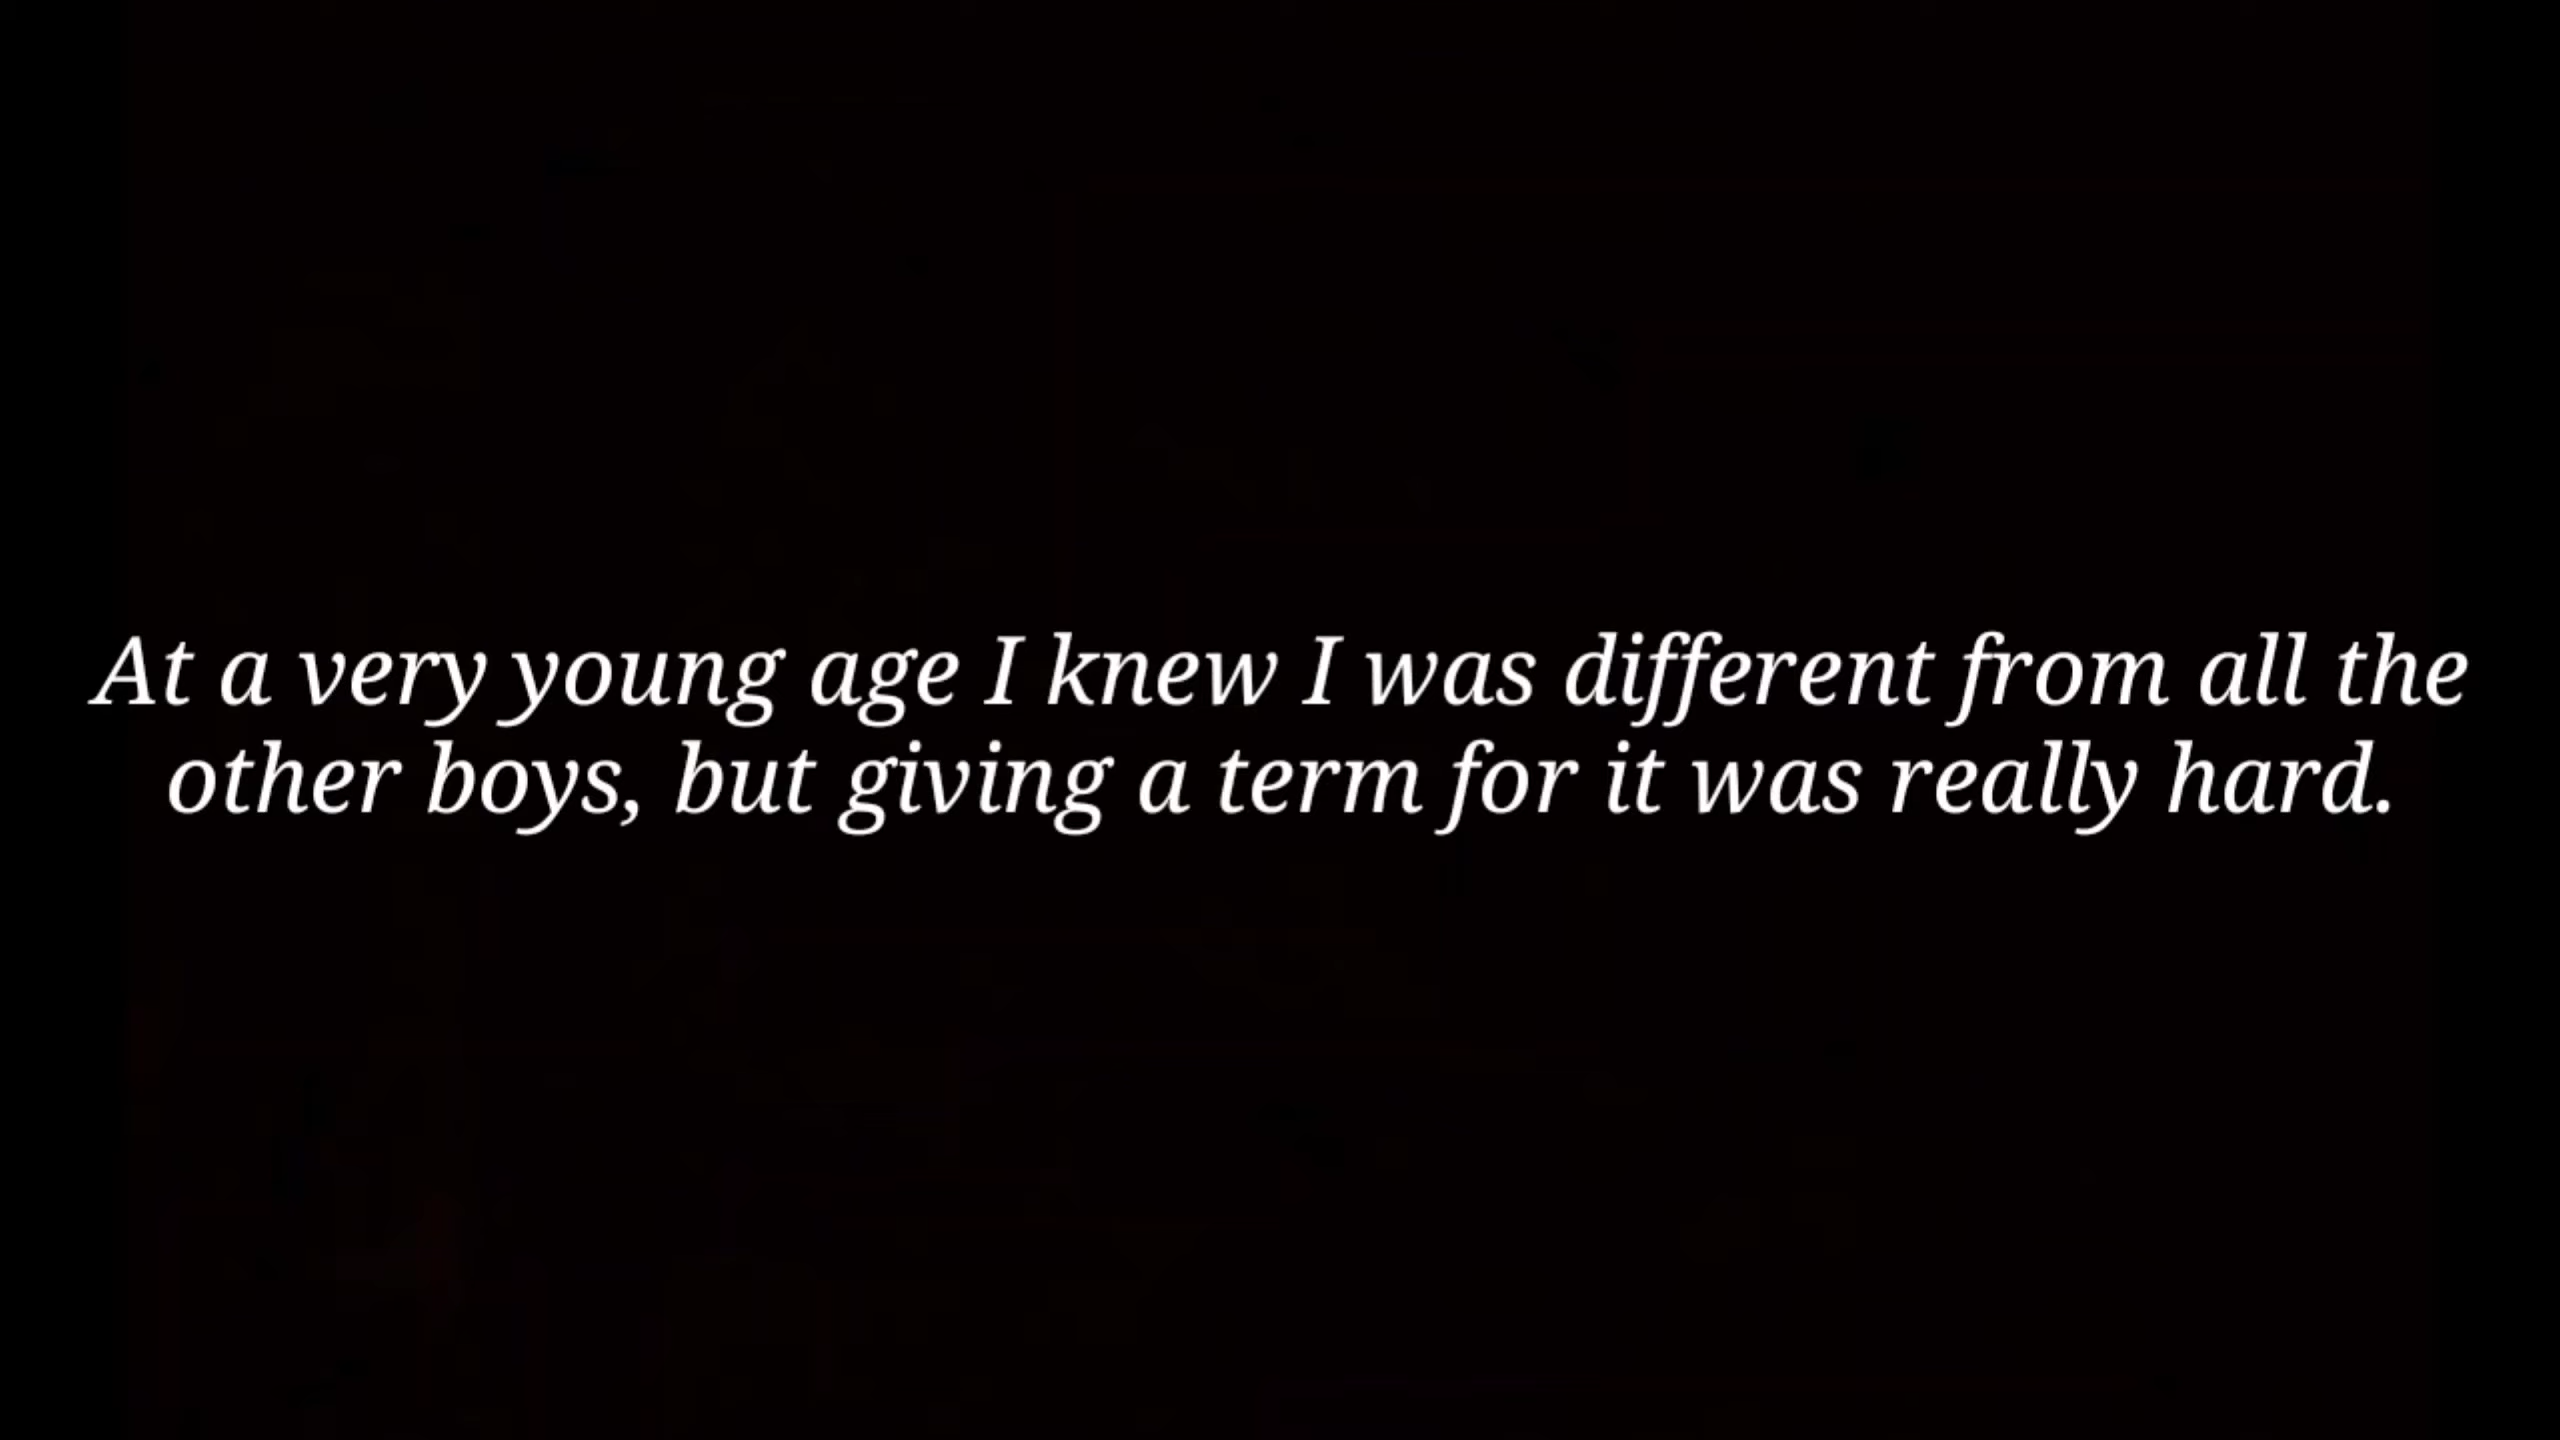 At a very young age I knew I was different from all the
other boys, but giving a term for it was really hard.